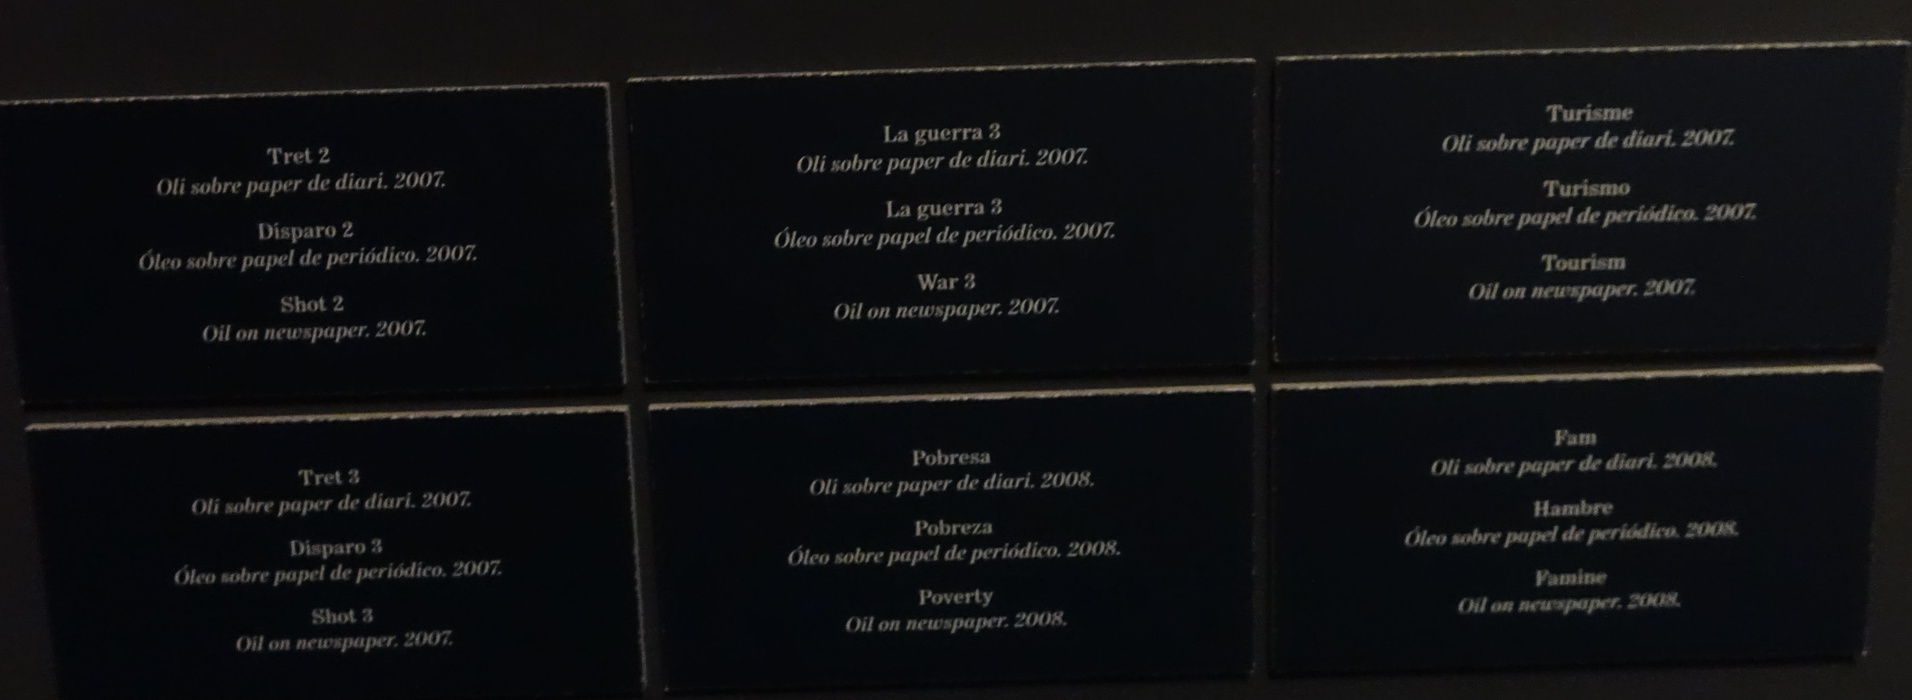 Tret 2
Oli sobre paper de diari. 2007.
Disparo 2
Óleo sobre papel de periódico. 2007.
Shot 2
Oil on newspaper. 2007.
La guerra 3
Oli sobre paper de diari. 2007.
La guerra 3
Óleo sobre papel de periódico. 2007.
War 3
Oil on newspaper. 2007.
Turisme
Oli sobre paper de diari. 2007.
Turismo
Óleo sobre papel de periódico. 2007.
Tourism
Oil on newspaper. 2007.
Tret 3
Oli sobre paper de diari. 2007.
Disparo 3
Óleo sobre papel de periódico. 2007.
Shot 3
Oil on newspaper. 2007.
Pobresa
Oli sobre paper de diari. 2008.
Pobreza
Óleo sobre papel de periódico. 2008.
Poverty
Oil on newspaper. 2008.
Fam
Oli sobre paper de diari. 2008.
Hambre
Óleo sobre papel de periódico. 2008.
Famine
Oil on newspaper. 2008.